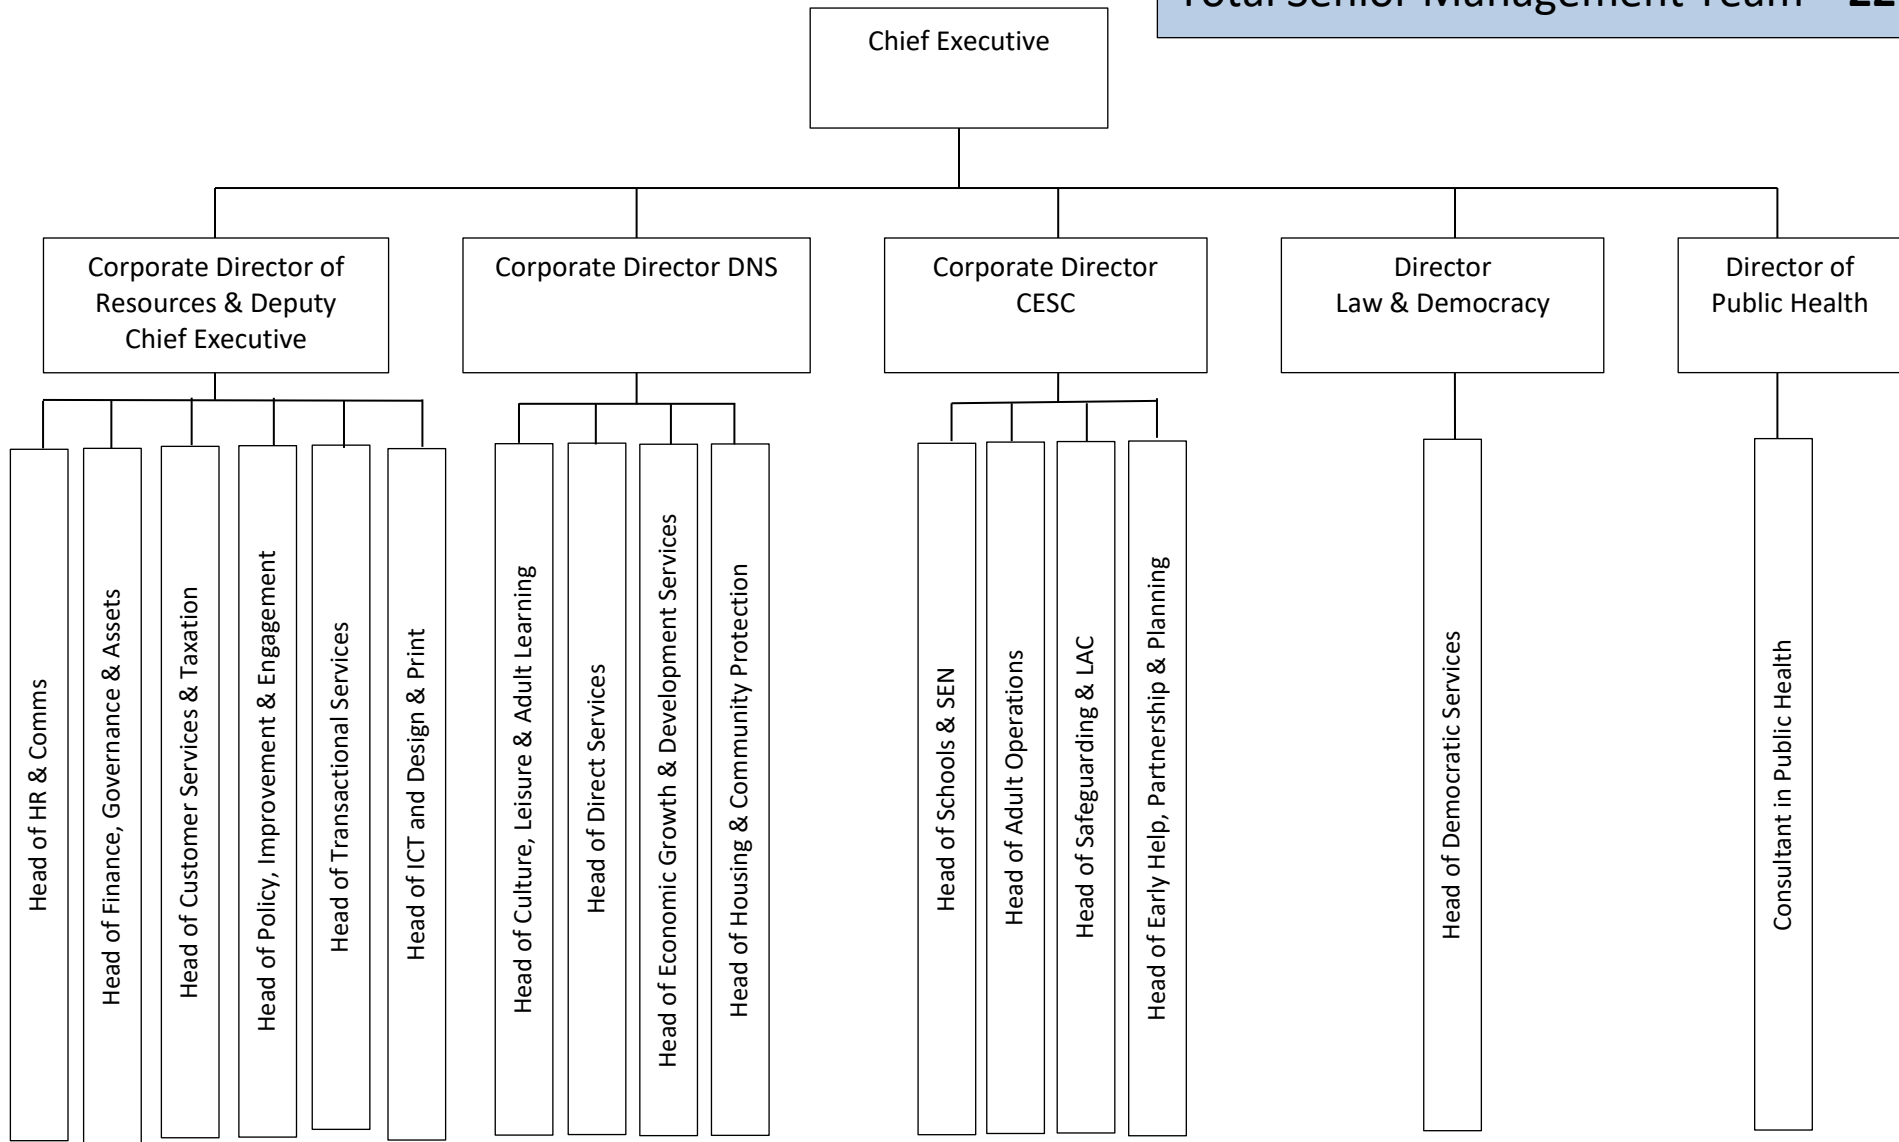 Total Senior Management Team 22
Chief Executive
Corporate Director of
Resources & Deputy
Chief Executive
Corporate Director DNS
Corporate Director
CESC
Director
Law & Democracy
Director of
Public Health
Head of HR & Comms
Head of Finance, Governance & Assets
Head of Customer Services & Taxation
Head of Policy, Improvement & Engagement
Head of Transactional Services
Head of ICT and Design & Print
Head of Culture, Leisure & Adult Learning
Head of Direct Services
Head of Economic Growth & Development Services
Head of Housing & Community Protection
Head of Schools & SEN
Head of Adult Operations
Head of Safeguarding & LAC
Head of Early Help, Partnership & Planning
Head of Democratic Services
Consultant in Public Health